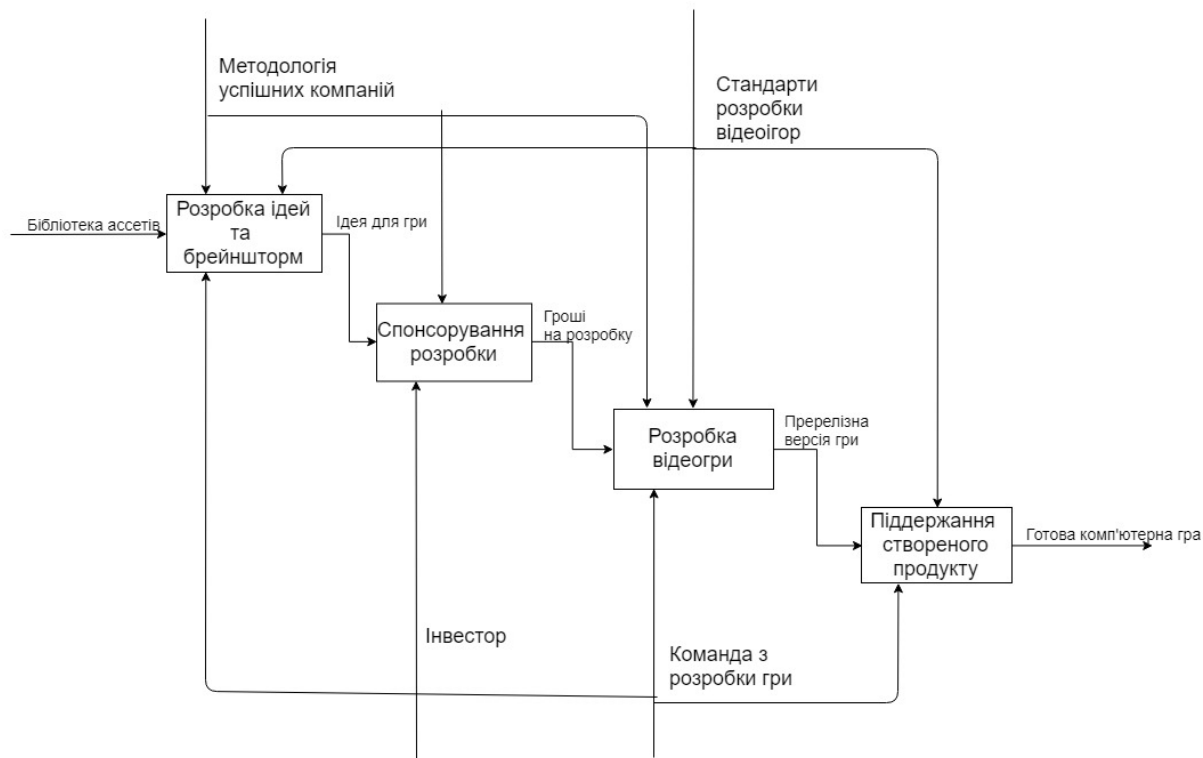 Методологія
успішних компаній
Стандарти
розробки
відеоігор
Бібліотека ассетів
Розробка ідей
та
брейншторм
Ідея для гри
Спонсорування
розробки
Гроші
на розробку
Розробка
відеогри
Пререлізна
версія гри
Піддержання
створеного
продукту
Готова комп'ютерна гра
Інвестор
Команда з
розробки гри